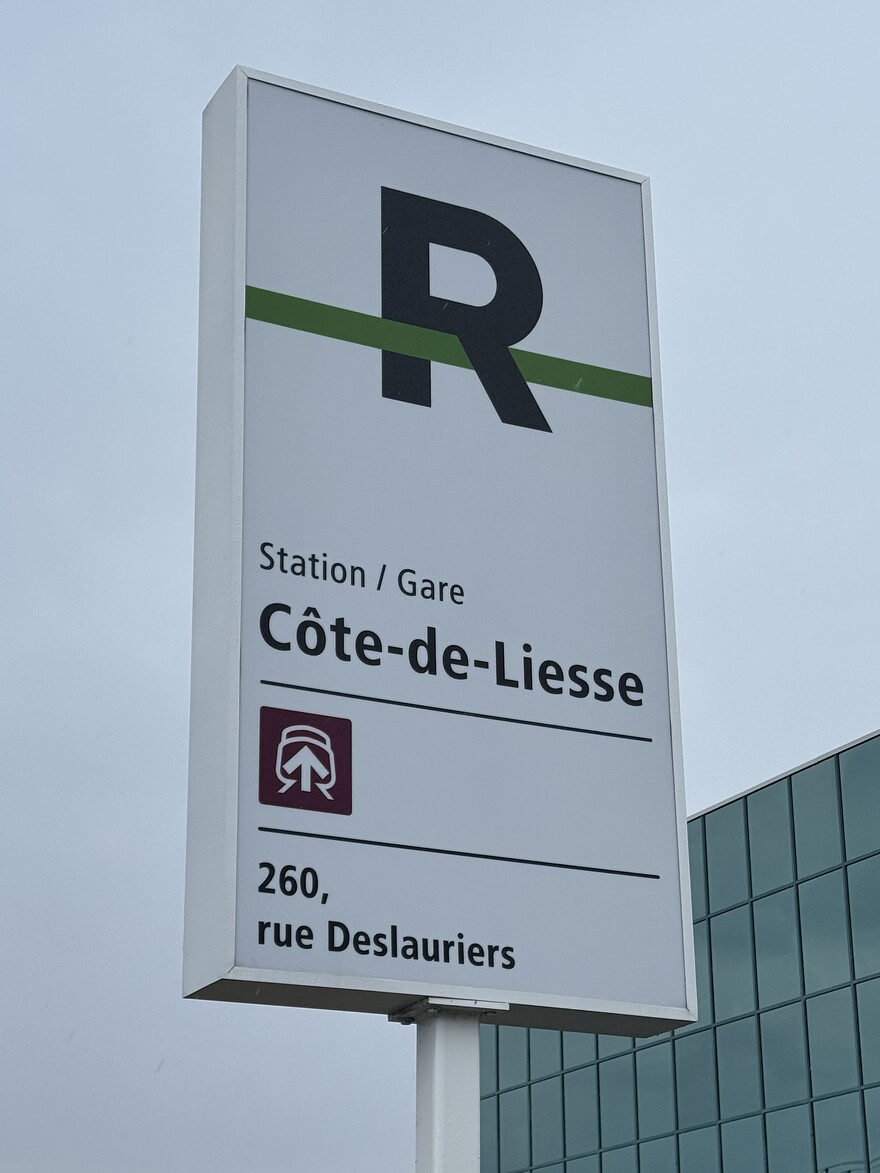 R
Station / Gare
Côte-de-Liesse
260,
rue Deslauriers